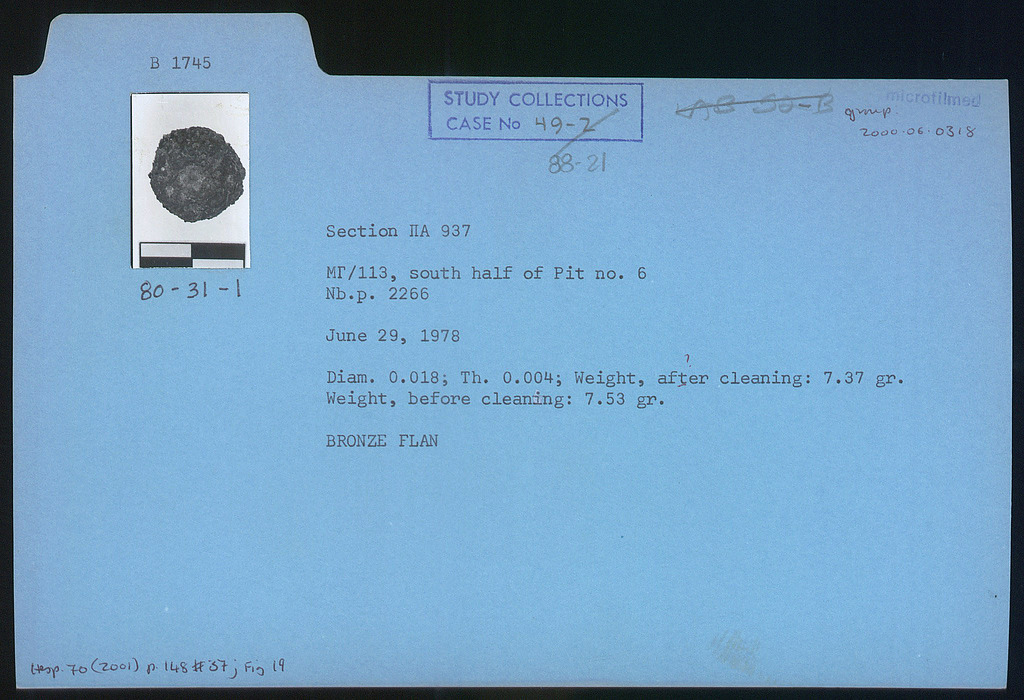 B 1745
STUDY COLLECTIONS
CASE No 49-2
88-21
microfilmed
group.
2000.06.0318
80-31-1
Section ΠΑ 937
ΜΓ/113, south half of Pit no. 6
Nb.p. 2266
June 29, 1978
?
Diam. 0.018; Th. 0.004; Weight, after cleaning: 7.37 gr.
Weight, before cleaning: 7.53 gr.
BRONZE FLAN
Hesp. 70 (2001) p. 148 # 37; Fig 19